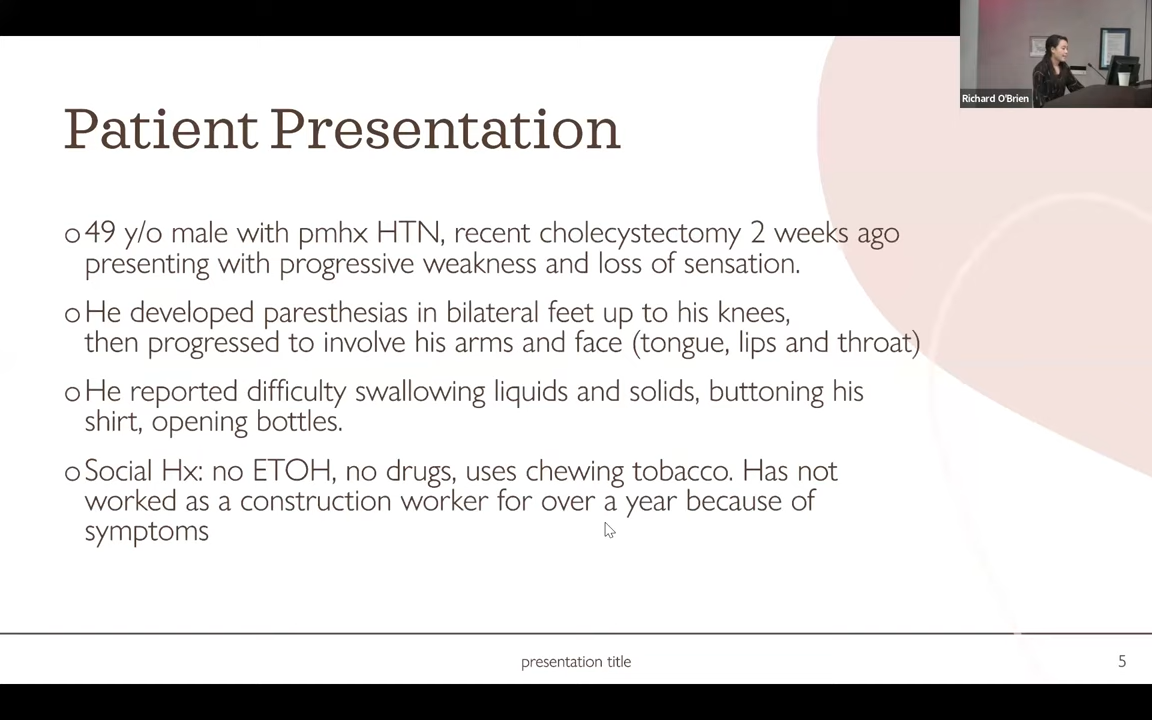 Richard O'Brien
Patient Presentation
o 49 y/o male with pmhx HTN, recent cholecystectomy 2 weeks ago
presenting with progressive weakness and loss of sensation.
o He developed paresthesias in bilateral feet up to his knees,
then progressed to involve his arms and face (tongue, lips and throat)
o He reported difficulty swallowing liquids and solids, buttoning his
shirt, opening bottles.
o Social Hx: no ETOH, no drugs, uses chewing tobacco. Has not
worked as a construction worker for over a year because of
symptoms
presentation title
5